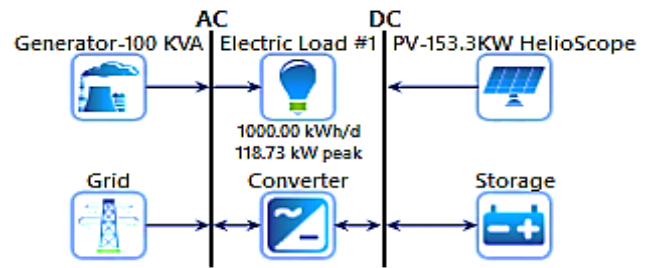 AC DC
Generator-100 KVA Electric Load #1 PV-153.3KW HelioScope
1000.00 kWh/d
118.73 kW peak
Grid Converter Storage